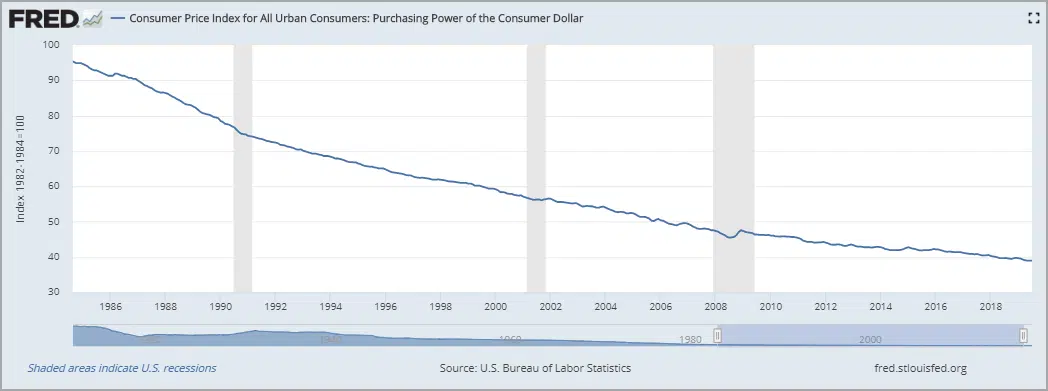 FRED Consumer Price Index for All Urban Consumers: Purchasing Power of the Consumer Dollar
Index 1982-1984=100
100
90
80
70
60
50
40
30
1986 1988 1990 1992 1994 1996 1998 2000 2002 2004 2006 2008 2010 2012 2014 2016 2018
1940 1960 1980 2000
Shaded areas indicate U.S. recessions Source: U.S. Bureau of Labor Statistics fred.stlouisfed.org